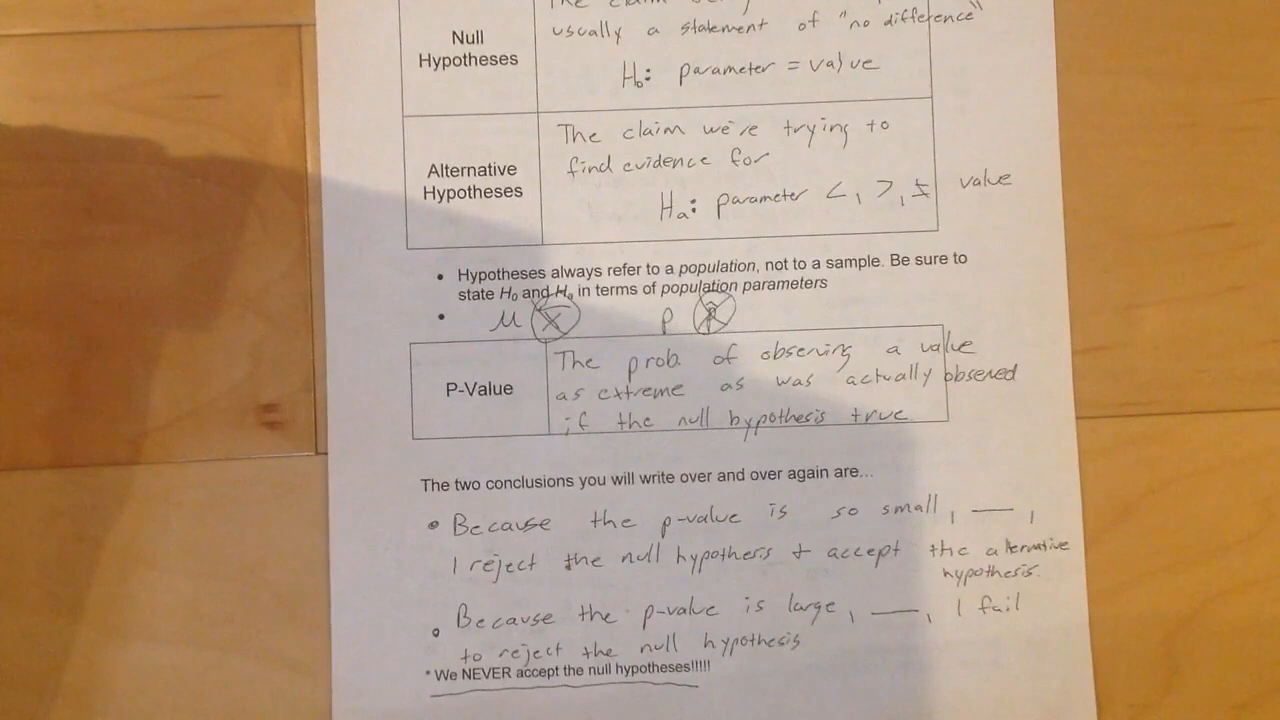 The claim
Null
Hypotheses
usually a statement of "no difference"
H₀: parameter = value
Alternative
Hypotheses
The claim we're trying to
find evidence for
Hₐ: parameter <, >, ≠ value
• Hypotheses always refer to a population, not to a sample. Be sure to
state H₀ and Hₐ in terms of population parameters
• μ x̄ p p̂
P-Value
The prob. of observing a value
as extreme as was actually observed
if the null hypothesis true
The two conclusions you will write over and over again are...
• Because the p-value is so small, ——,
I reject the null hypothesis + accept the alternative
hypothesis.
• Because the p-value is large, ——, I fail
to reject the null hypothesis
* We NEVER accept the null hypotheses!!!!!